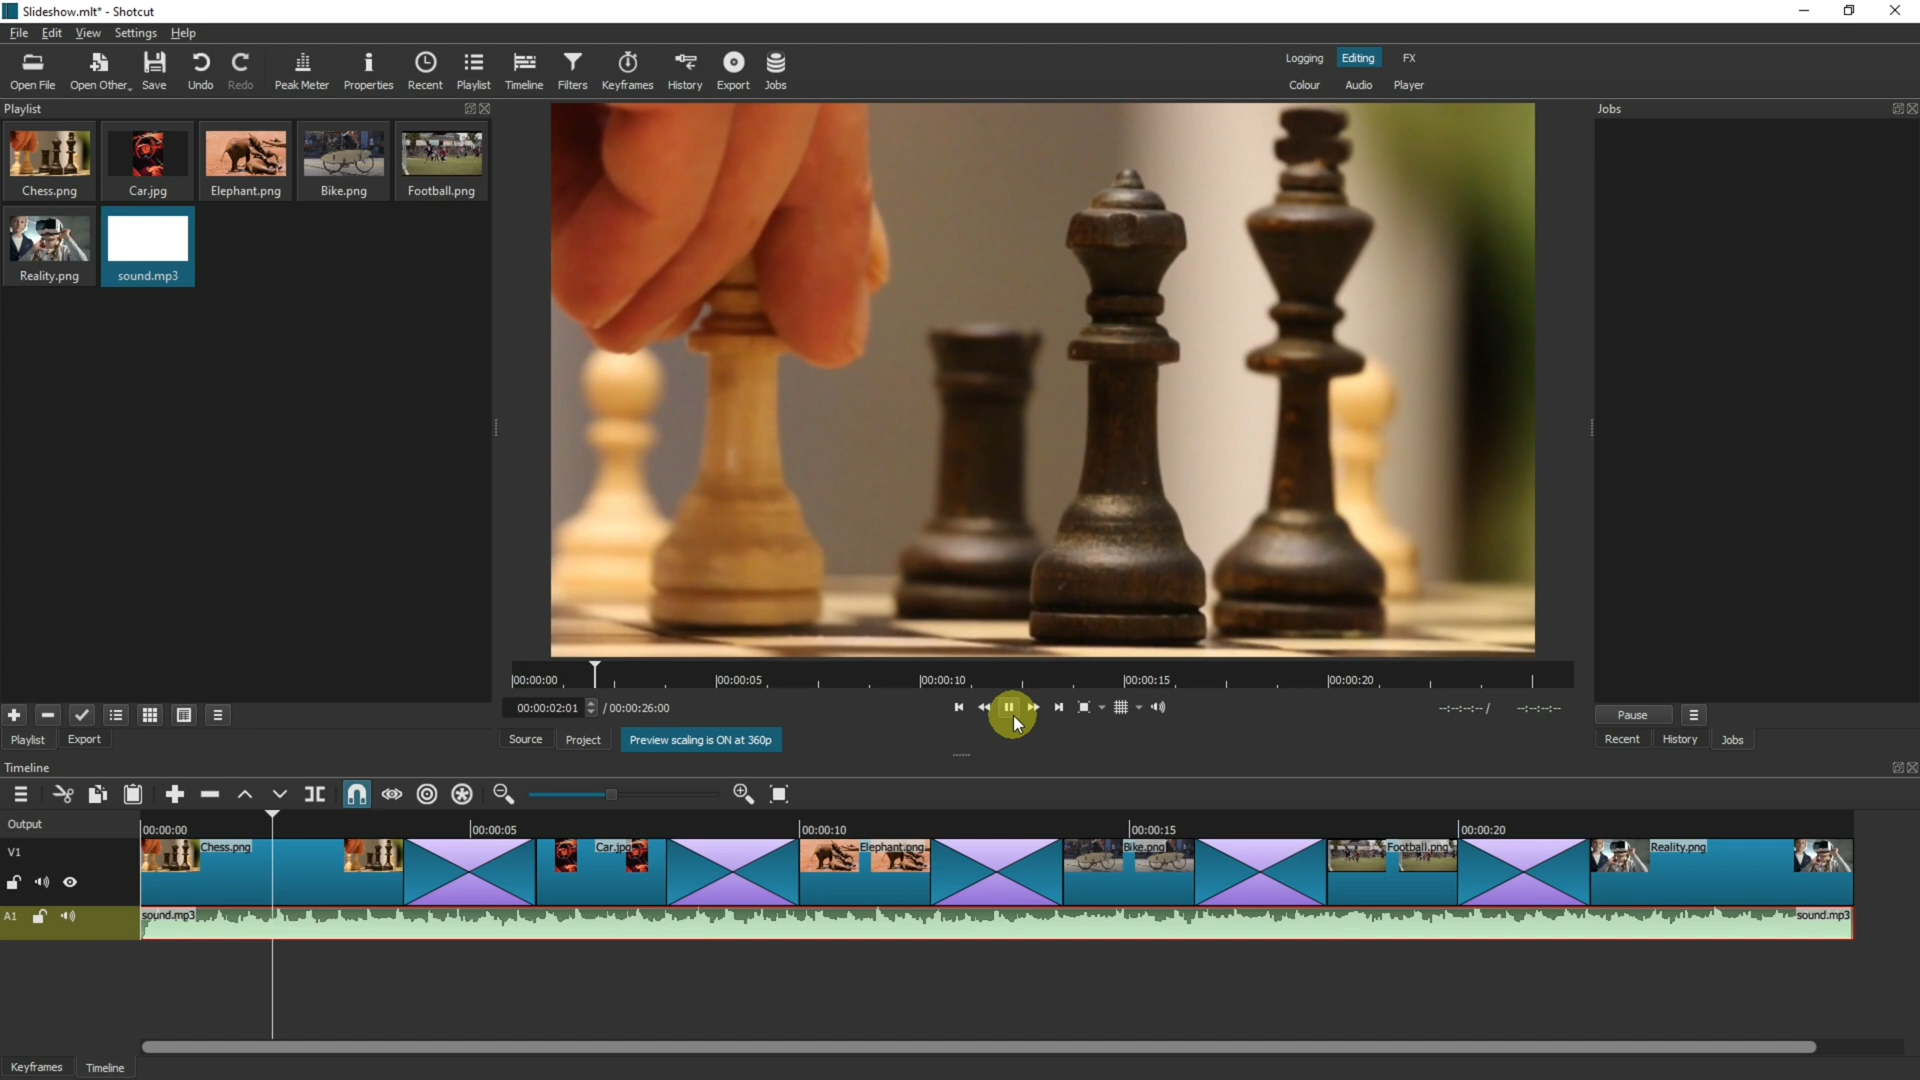 Slideshow.mlt* - Shotcut
File Edit View Settings Help
Open File Open Other Save Undo Redo Peak Meter Properties Recent Playlist Timeline Filters Keyframes History Export Jobs
Logging Editing FX
Colour Audio Player
Playlist
Jobs
Chess.png Car.jpg Elephant.png Bike.png Football.png
Reality.png sound.mp3
00:00:00 00:00:05 00:00:10 00:00:15 00:00:20
00:00:02:01 / 00:00:26:00
--:--:--:-- / --:--:--:--
Pause
Playlist Export
Source Project Preview scaling is ON at 360p
Recent History Jobs
Timeline
Output
00:00:00 00:00:05 00:00:10 00:00:15 00:00:20
V1
Chess.png Car.jpg Elephant.png Bike.png Football.png Reality.png
A1
sound.mp3 sound.mp3
Keyframes Timeline